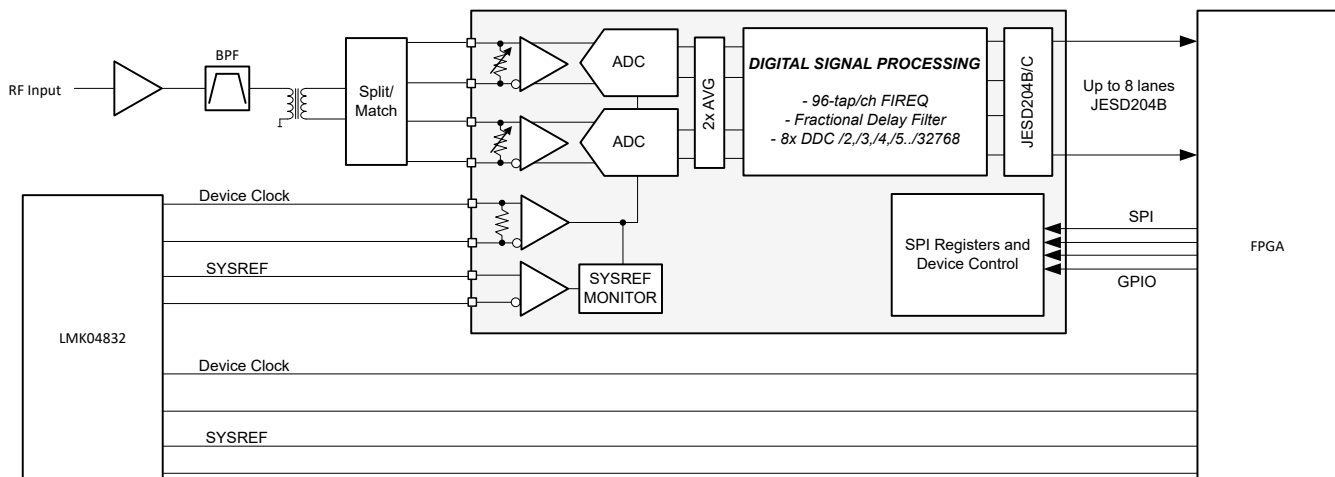 RF Input
BPF
Split/
Match
ADC
ADC
2x AVG
DIGITAL SIGNAL PROCESSING
- 96-tap/ch FIREQ
- Fractional Delay Filter
- 8x DDC /2,/3,/4,/5../32768
JESD204B/C
Up to 8 lanes
JESD204B
Device Clock
SYSREF
SYSREF
MONITOR
SPI Registers and
Device Control
SPI
GPIO
FPGA
LMK04832
Device Clock
SYSREF